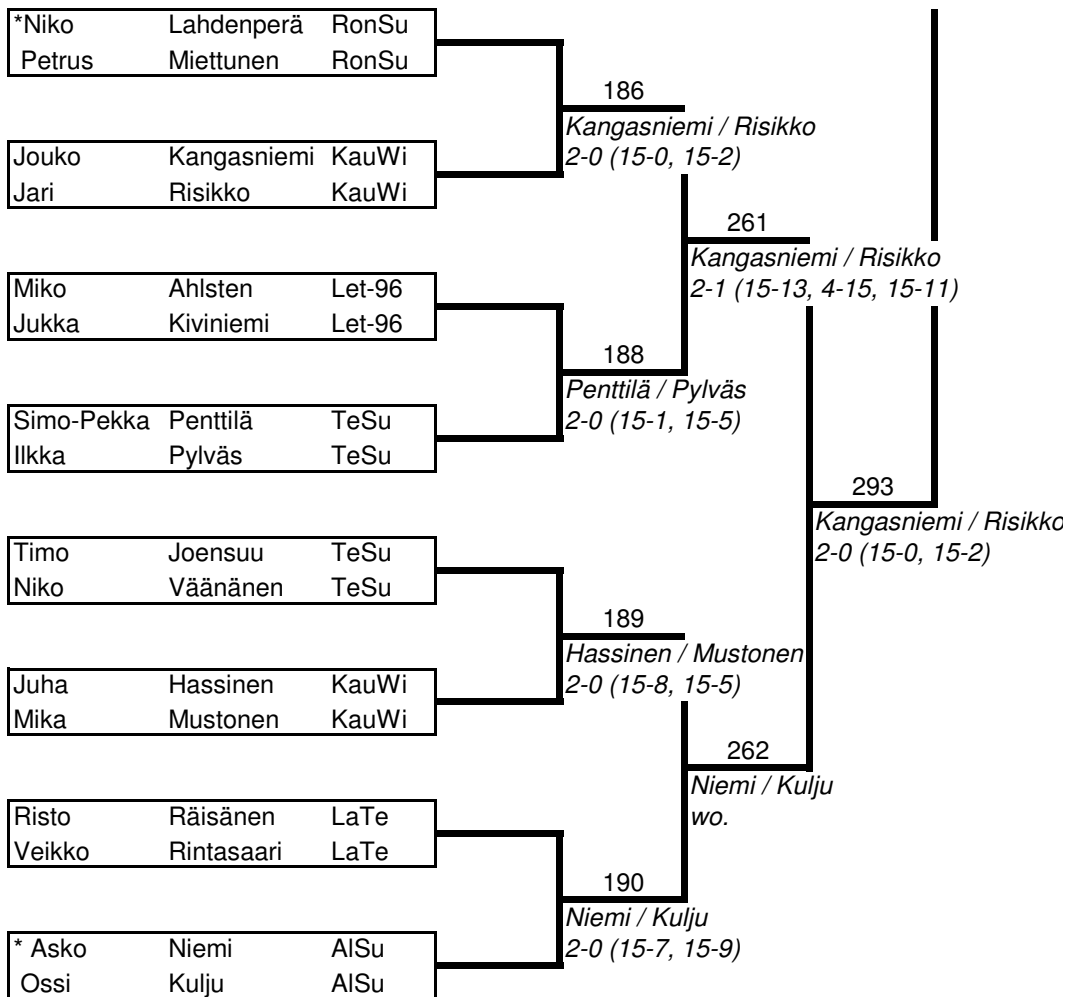 *Niko Lahdenperä RonSu
Petrus Miettunen RonSu
186
Kangasniemi / Risikko
2-0 (15-0, 15-2)
Jouko Kangasniemi KauWi
Jari Risikko KauWi
261
Kangasniemi / Risikko
2-1 (15-13, 4-15, 15-11)
Miko Ahlsten Let-96
Jukka Kiviniemi Let-96
188
Penttilä / Pylväs
2-0 (15-1, 15-5)
Simo-Pekka Penttilä TeSu
Ilkka Pylväs TeSu
293
Kangasniemi / Risikko
2-0 (15-0, 15-2)
Timo Joensuu TeSu
Niko Väänänen TeSu
189
Hassinen / Mustonen
2-0 (15-8, 15-5)
Juha Hassinen KauWi
Mika Mustonen KauWi
262
Niemi / Kulju
wo.
Risto Räisänen LaTe
Veikko Rintasaari LaTe
190
Niemi / Kulju
2-0 (15-7, 15-9)
* Asko Niemi AlSu
Ossi Kulju AlSu